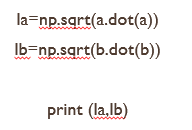 la=np.sqrt(a.dot(a))
lb=np.sqrt(b.dot(b))
print (la,lb)